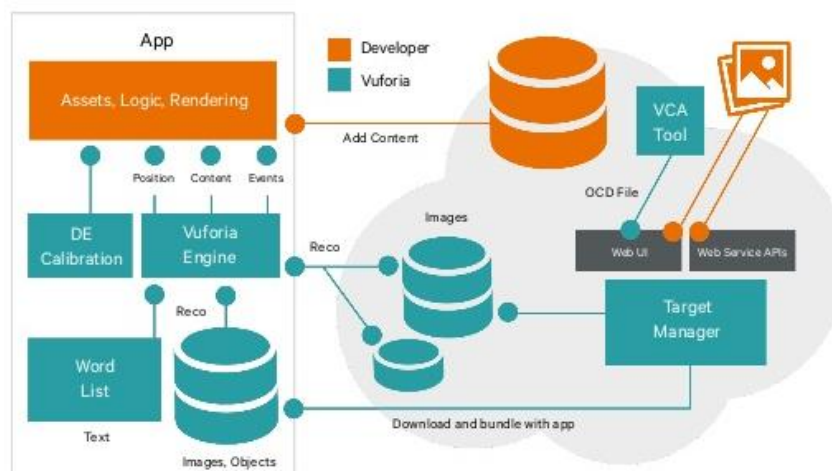 App
Developer
Vuforia
Assets, Logic, Rendering
Add Content
VCA
Tool
Position
Content
Events
OCD File
DE
Calibration
Vuforia
Engine
Reco
Images
Web UI
Web Service APIs
Reco
Target
Manager
Word
List
Text
Images, Objects
Download and bundle with app